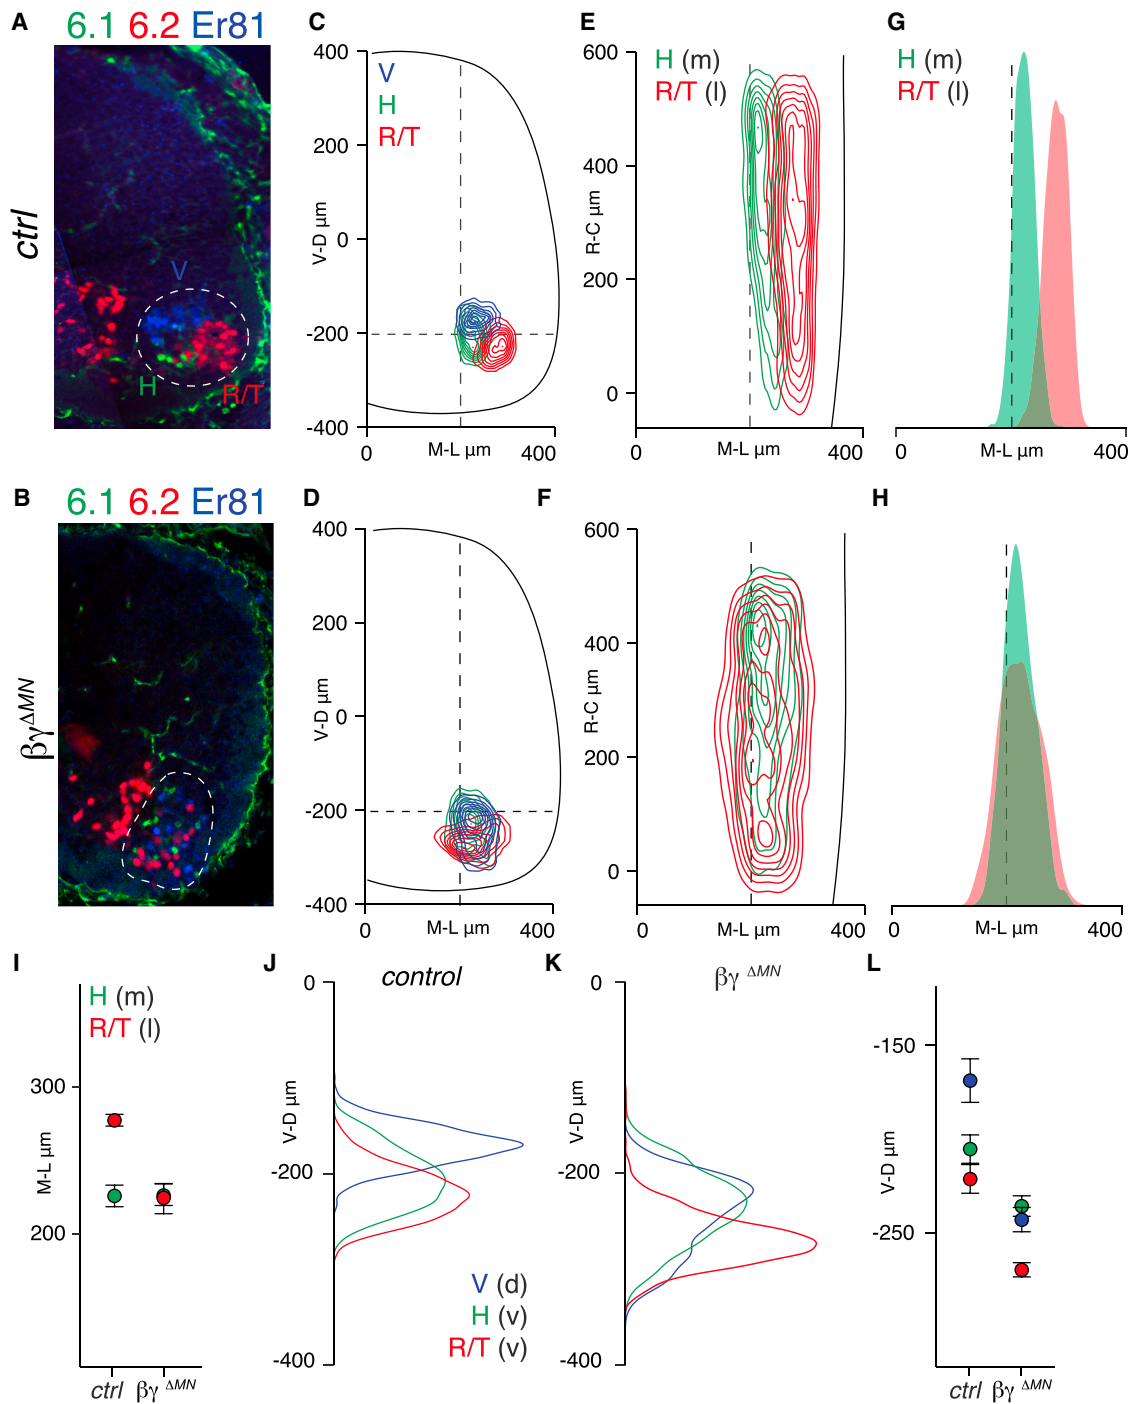 A
6.1 6.2 Er81
ctrl
V
H
R/T
C
400
200
0
-200
-400
V-D µm
V
H
R/T
0
M-L µm
400
E
600
400
200
0
R-C µm
H (m)
R/T (l)
0
M-L µm
400
G
H (m)
R/T (l)
0
M-L µm
400
B
6.1 6.2 Er81
βγ ΔMN
D
400
200
0
-200
-400
V-D µm
0
M-L µm
400
F
600
400
200
0
R-C µm
0
M-L µm
400
H
0
M-L µm
400
I
H (m)
R/T (l)
300
200
M-L µm
ctrl
βγ ΔMN
J
control
0
-200
-400
V-D µm
V (d)
H (v)
R/T (v)
K
βγ ΔMN
0
-200
-400
V-D µm
L
-150
-250
V-D µm
ctrl
βγ ΔMN